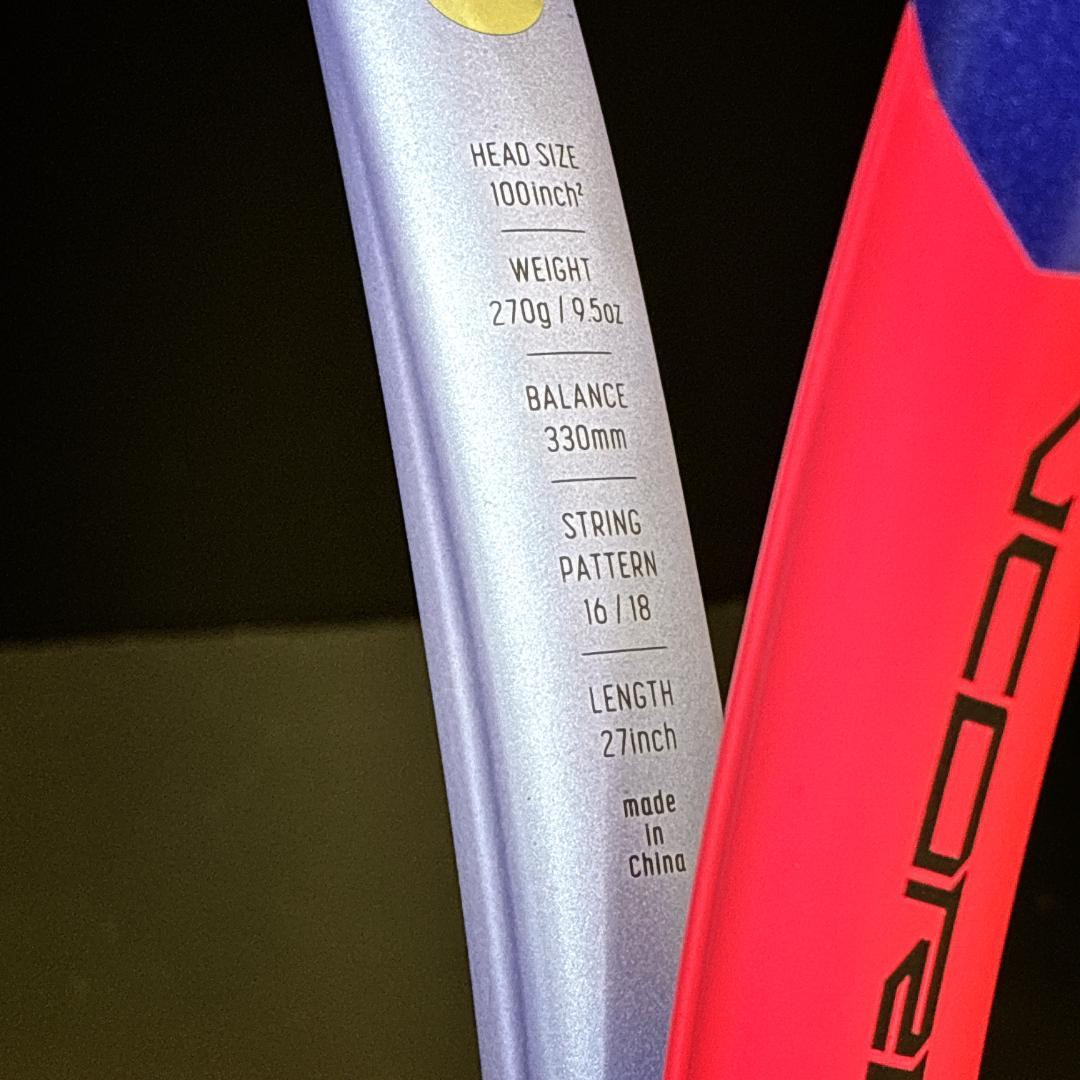 HEAD SIZE
100inch²
WEIGHT
270g / 9.5oz
BALANCE
330mm
STRING
PATTERN
16 / 18
LENGTH
27inch
made
in
China